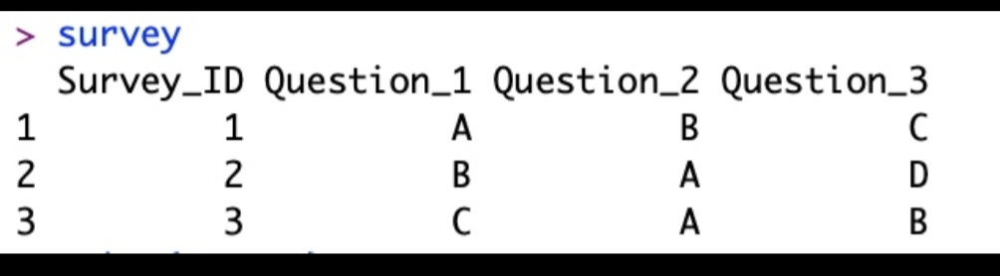 > survey
Survey_ID Question_1 Question_2 Question_3
1 1 A B C
2 2 B A D
3 3 C A B